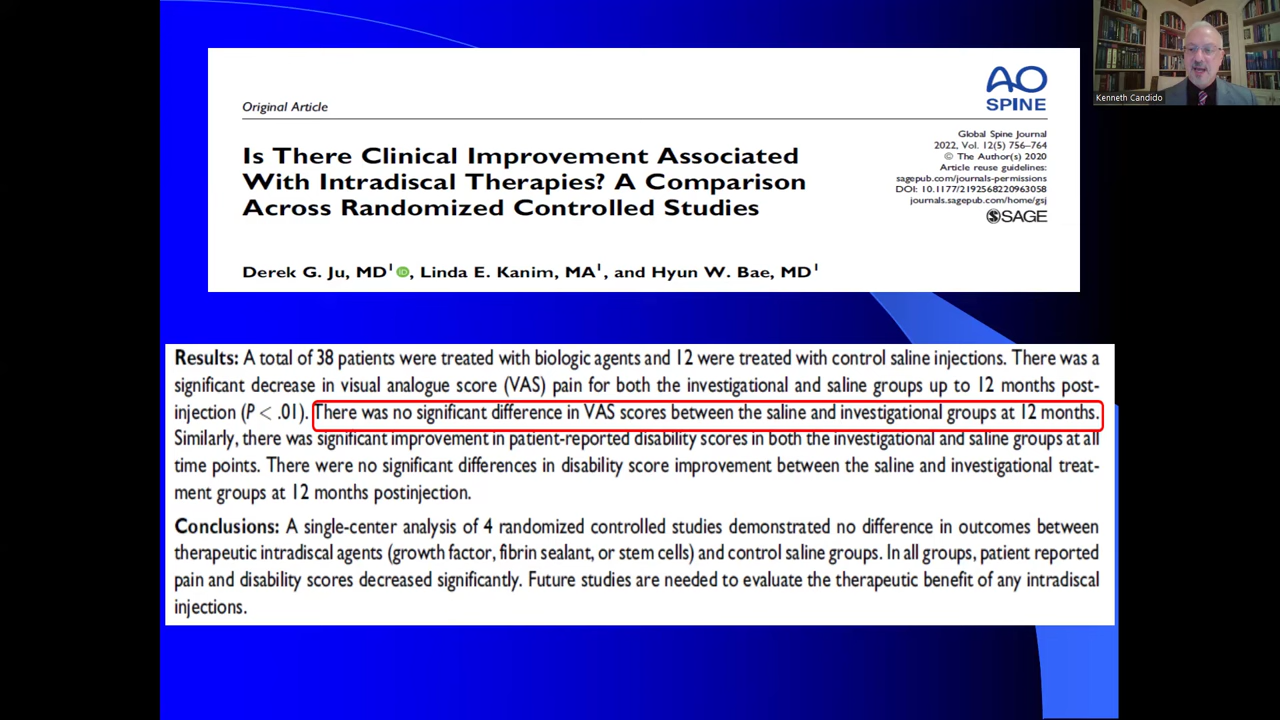 Kenneth Candido
AO
SPINE
Original Article
Global Spine Journal
2022, Vol. 12(5) 756–764
© The Author(s) 2020
Article reuse guidelines:
sagepub.com/journals-permissions
DOI: 10.1177/2192568220963058
journals.sagepub.com/home/gsj
SAGE
Is There Clinical Improvement Associated
With Intradiscal Therapies? A Comparison
Across Randomized Controlled Studies
Derek G. Ju, MD¹ iD, Linda E. Kanim, MA¹, and Hyun W. Bae, MD¹
Results: A total of 38 patients were treated with biologic agents and 12 were treated with control saline injections. There was a
significant decrease in visual analogue score (VAS) pain for both the investigational and saline groups up to 12 months post-
injection (P < .01). There was no significant difference in VAS scores between the saline and investigational groups at 12 months.
Similarly, there was significant improvement in patient-reported disability scores in both the investigational and saline groups at all
time points. There were no significant differences in disability score improvement between the saline and investigational treat-
ment groups at 12 months postinjection.
Conclusions: A single-center analysis of 4 randomized controlled studies demonstrated no difference in outcomes between
therapeutic intradiscal agents (growth factor, fibrin sealant, or stem cells) and control saline groups. In all groups, patient reported
pain and disability scores decreased significantly. Future studies are needed to evaluate the therapeutic benefit of any intradiscal
injections.